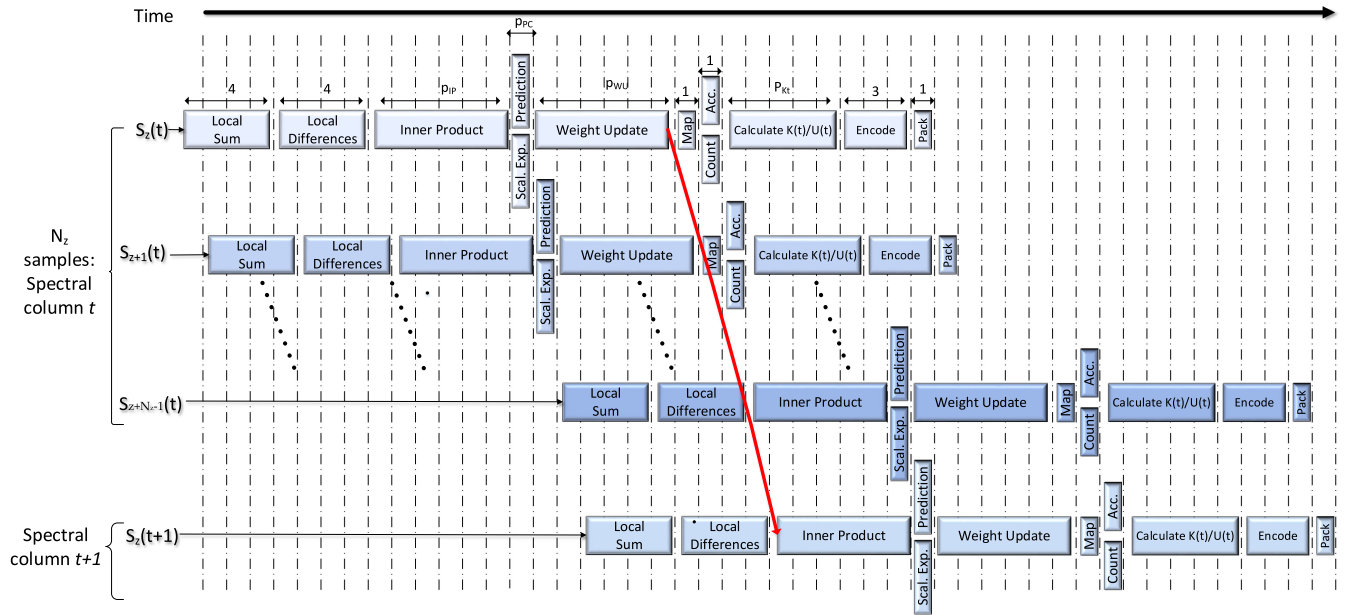 Time
pPC
4
4
pIP
pWU
1
1
PKt
3
1
Sz(t)
Local
Sum
Local
Differences
Inner Product
Prediction
Scal. Exp.
Weight Update
Map
Acc.
Count
Calculate K(t)/U(t)
Encode
Pack
Nz
samples:
Spectral
column t
Sz+1(t)
Local
Sum
Local
Differences
Inner Product
Prediction
Scal. Exp.
Weight Update
Map
Acc.
Count
Calculate K(t)/U(t)
Encode
Pack
Sz+Nz-1(t)
Local
Sum
Local
Differences
Inner Product
Prediction
Scal. Exp.
Weight Update
Map
Acc.
Count
Calculate K(t)/U(t)
Encode
Pack
Spectral
column t+1
Sz(t+1)
Local
Sum
Local
Differences
Inner Product
Prediction
Scal. Exp.
Weight Update
Map
Acc.
Count
Calculate K(t)/U(t)
Encode
Pack